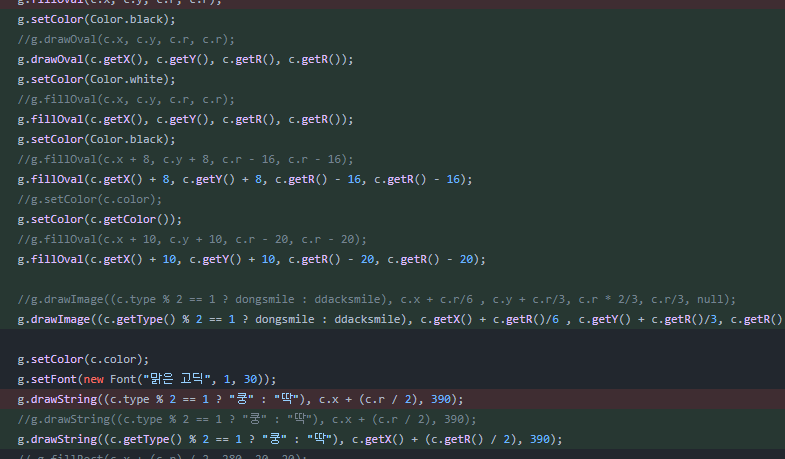 g.fillOval(c.x, c.y, c.r, c.r);
g.setColor(Color.black);
//g.drawOval(c.x, c.y, c.r, c.r);
g.drawOval(c.getX(), c.getY(), c.getR(), c.getR());
g.setColor(Color.white);
//g.fillOval(c.x, c.y, c.r, c.r);
g.fillOval(c.getX(), c.getY(), c.getR(), c.getR());
g.setColor(Color.black);
//g.fillOval(c.x + 8, c.y + 8, c.r - 16, c.r - 16);
g.fillOval(c.getX() + 8, c.getY() + 8, c.getR() - 16, c.getR() - 16);
//g.setColor(c.color);
g.setColor(c.getColor());
//g.fillOval(c.x + 10, c.y + 10, c.r - 20, c.r - 20);
g.fillOval(c.getX() + 10, c.getY() + 10, c.getR() - 20, c.getR() - 20);
//g.drawImage((c.type % 2 == 1 ? dongsmile : ddacksmile), c.x + c.r/6 , c.y + c.r/3, c.r * 2/3, c.r/3, null);
g.drawImage((c.getType() % 2 == 1 ? dongsmile : ddacksmile), c.getX() + c.getR()/6 , c.getY() + c.getR()/3, c.getR()
g.setColor(c.color);
g.setFont(new Font("맑은 고딕", 1, 30));
g.drawString((c.type % 2 == 1 ? "쿵" : "딱"), c.x + (c.r / 2), 390);
//g.drawString((c.type % 2 == 1 ? "쿵" : "딱"), c.x + (c.r / 2), 390);
g.drawString((c.getType() % 2 == 1 ? "쿵" : "딱"), c.getX() + (c.getR() / 2), 390);